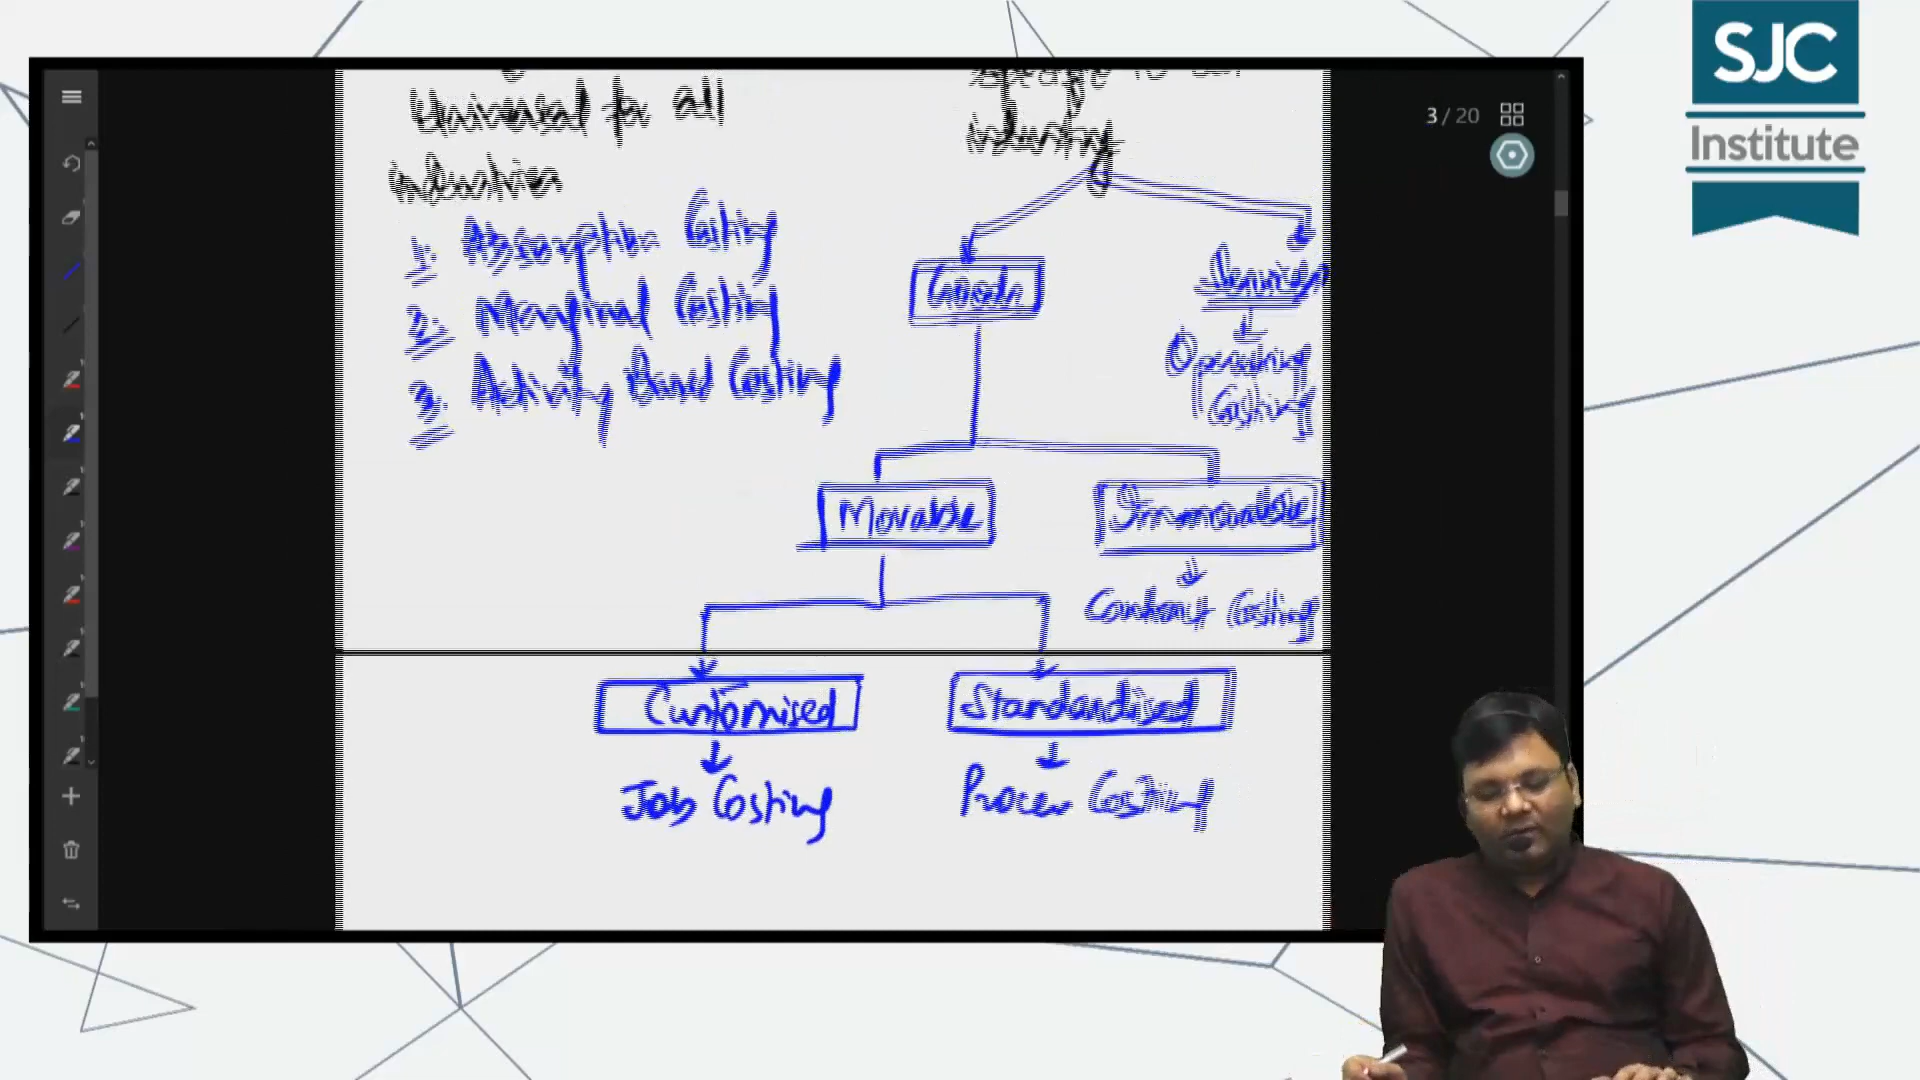 SJC
Institute
3 / 20
Universal for all
industries
specific to
industry
1. Absorption Costing
2. Marginal Costing
3. Activity Based Costing
Goods
Services
Operating
Costing
Movable
Immovable
Contract Costing
Customised
Standardised
Job Costing
Process Costing